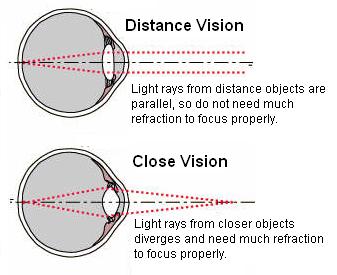 Distance Vision
Light rays from distance objects are
parallel, so do not need much
refraction to focus properly.
Close Vision
Light rays from closer objects
diverges and need much refraction
to focus properly.